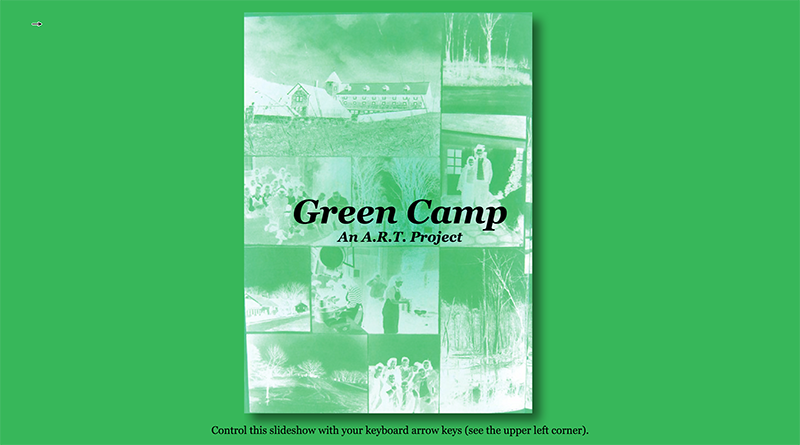 Green Camp
An A.R.T. Project
Control this slideshow with your keyboard arrow keys (see the upper left corner).